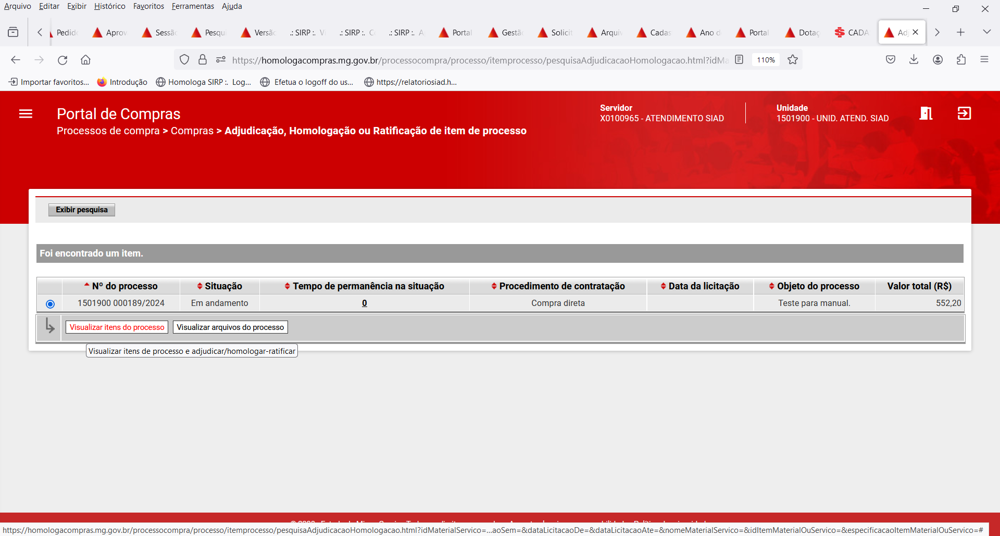 Arquivo Editar Exibir Histórico Favoritos Ferramentas Ajuda
Pedid Aprov Sessã Pesqu Versã .: SIRP :. .: SIRP :. .: SIRP :. Portal Gestã Solicit Arqui Cadas Ano d Portal Dotaç CADA Adj
https://homologacompras.mg.gov.br/processocompra/processo/itemprocesso/pesquisaAdjudicacaoHomologacao.html?idMa 110%
Importar favoritos... Introdução Homologa SIRP :. Log... Efetua o logoff do us... https://relatoriosiad.h...
Portal de Compras
Processos de compra > Compras > Adjudicação, Homologação ou Ratificação de item de processo
Servidor
X0100965 - ATENDIMENTO SIAD
Unidade
1501900 - UNID. ATEND. SIAD
Exibir pesquisa
Foi encontrado um item.
Nº do processo Situação Tempo de permanência na situação Procedimento de contratação Data da licitação Objeto do processo Valor total (R$)
1501900 000189/2024 Em andamento 0 Compra direta Teste para manual. 552,20
Visualizar itens do processo Visualizar arquivos do processo
Visualizar itens de processo e adjudicar/homologar-ratificar
https://homologacompras.mg.gov.br/processocompra/processo/itemprocesso/pesquisaAdjudicacaoHomologacao.html?idMaterialServico=...aoSem=&dataLicitacaoDe=&dataLicitacaoAte=&nomeMaterialServico=&idItemMaterialOuServico=&especificacaoItemMaterialOuServico=#